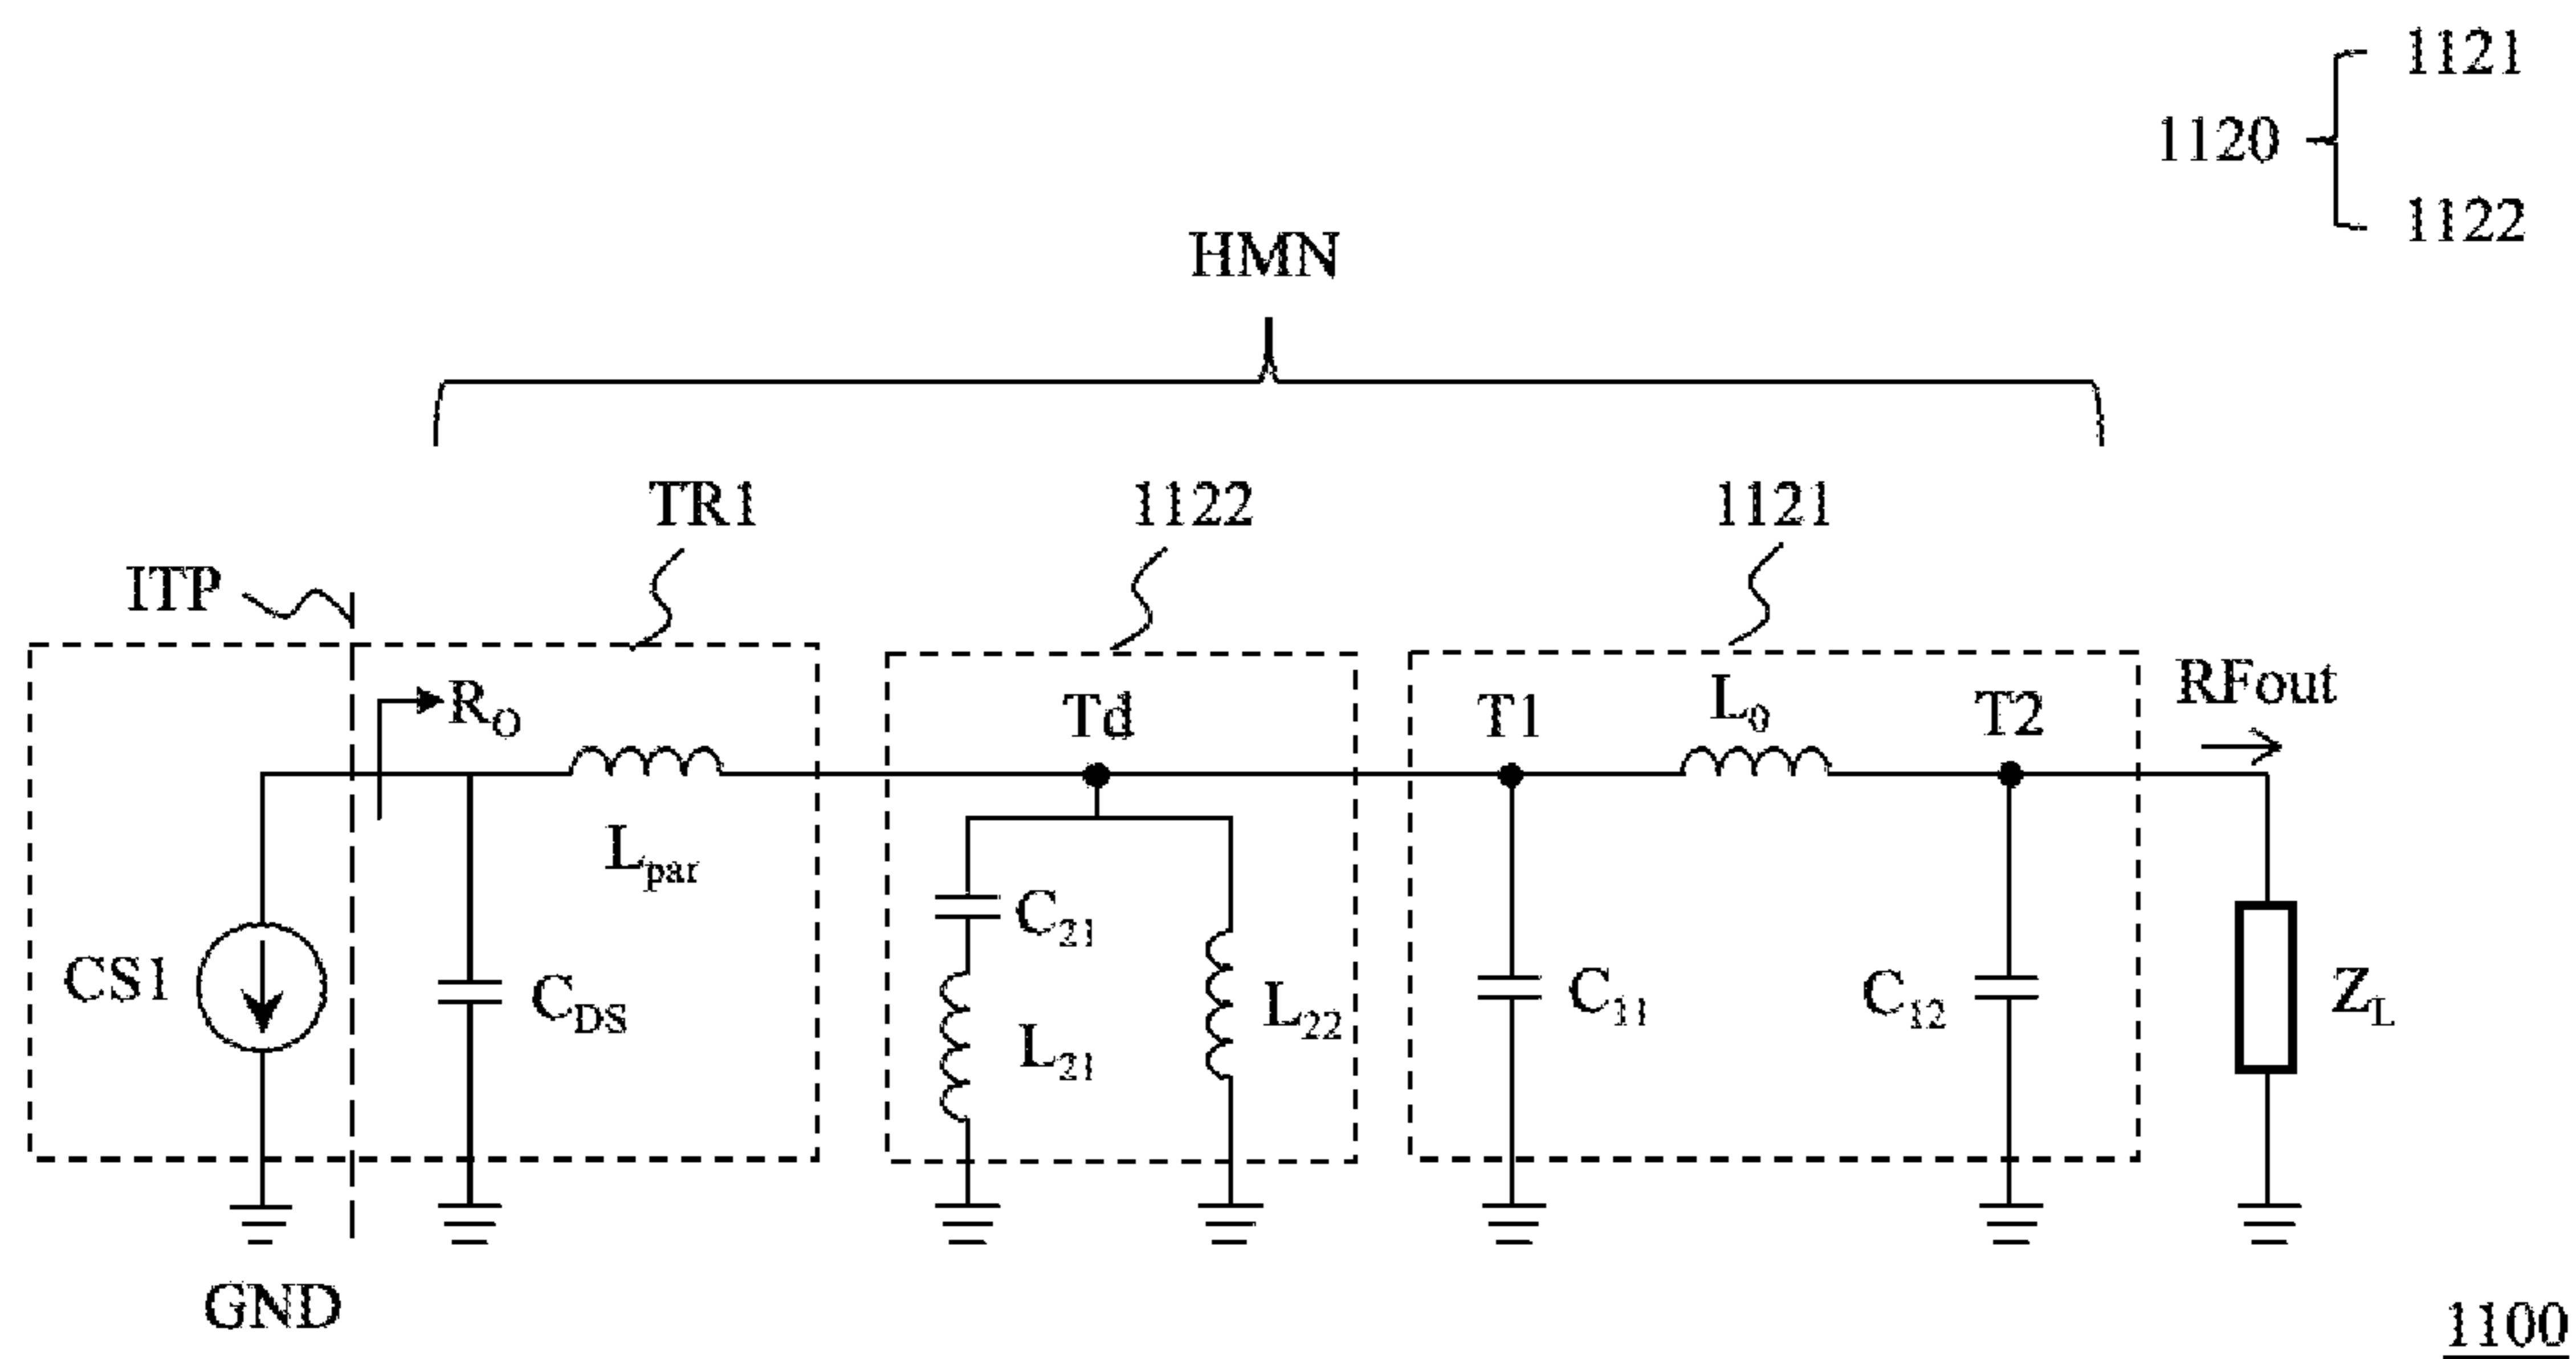 1121
1120
1122
HMN
TR1
1122
1121
ITP
RO
Td
T1
L0
T2
RFout
Lpar
CS1
CDS
C21
L21
L22
C11
C12
ZL
GND
1100